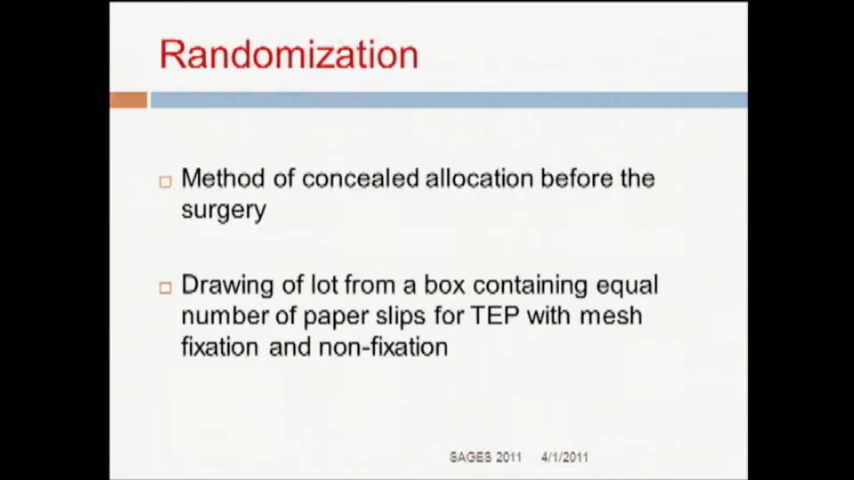 Randomization
Method of concealed allocation before the
surgery
Drawing of lot from a box containing equal
number of paper slips for TEP with mesh
fixation and non-fixation
SAGES 2011 4/1/2011